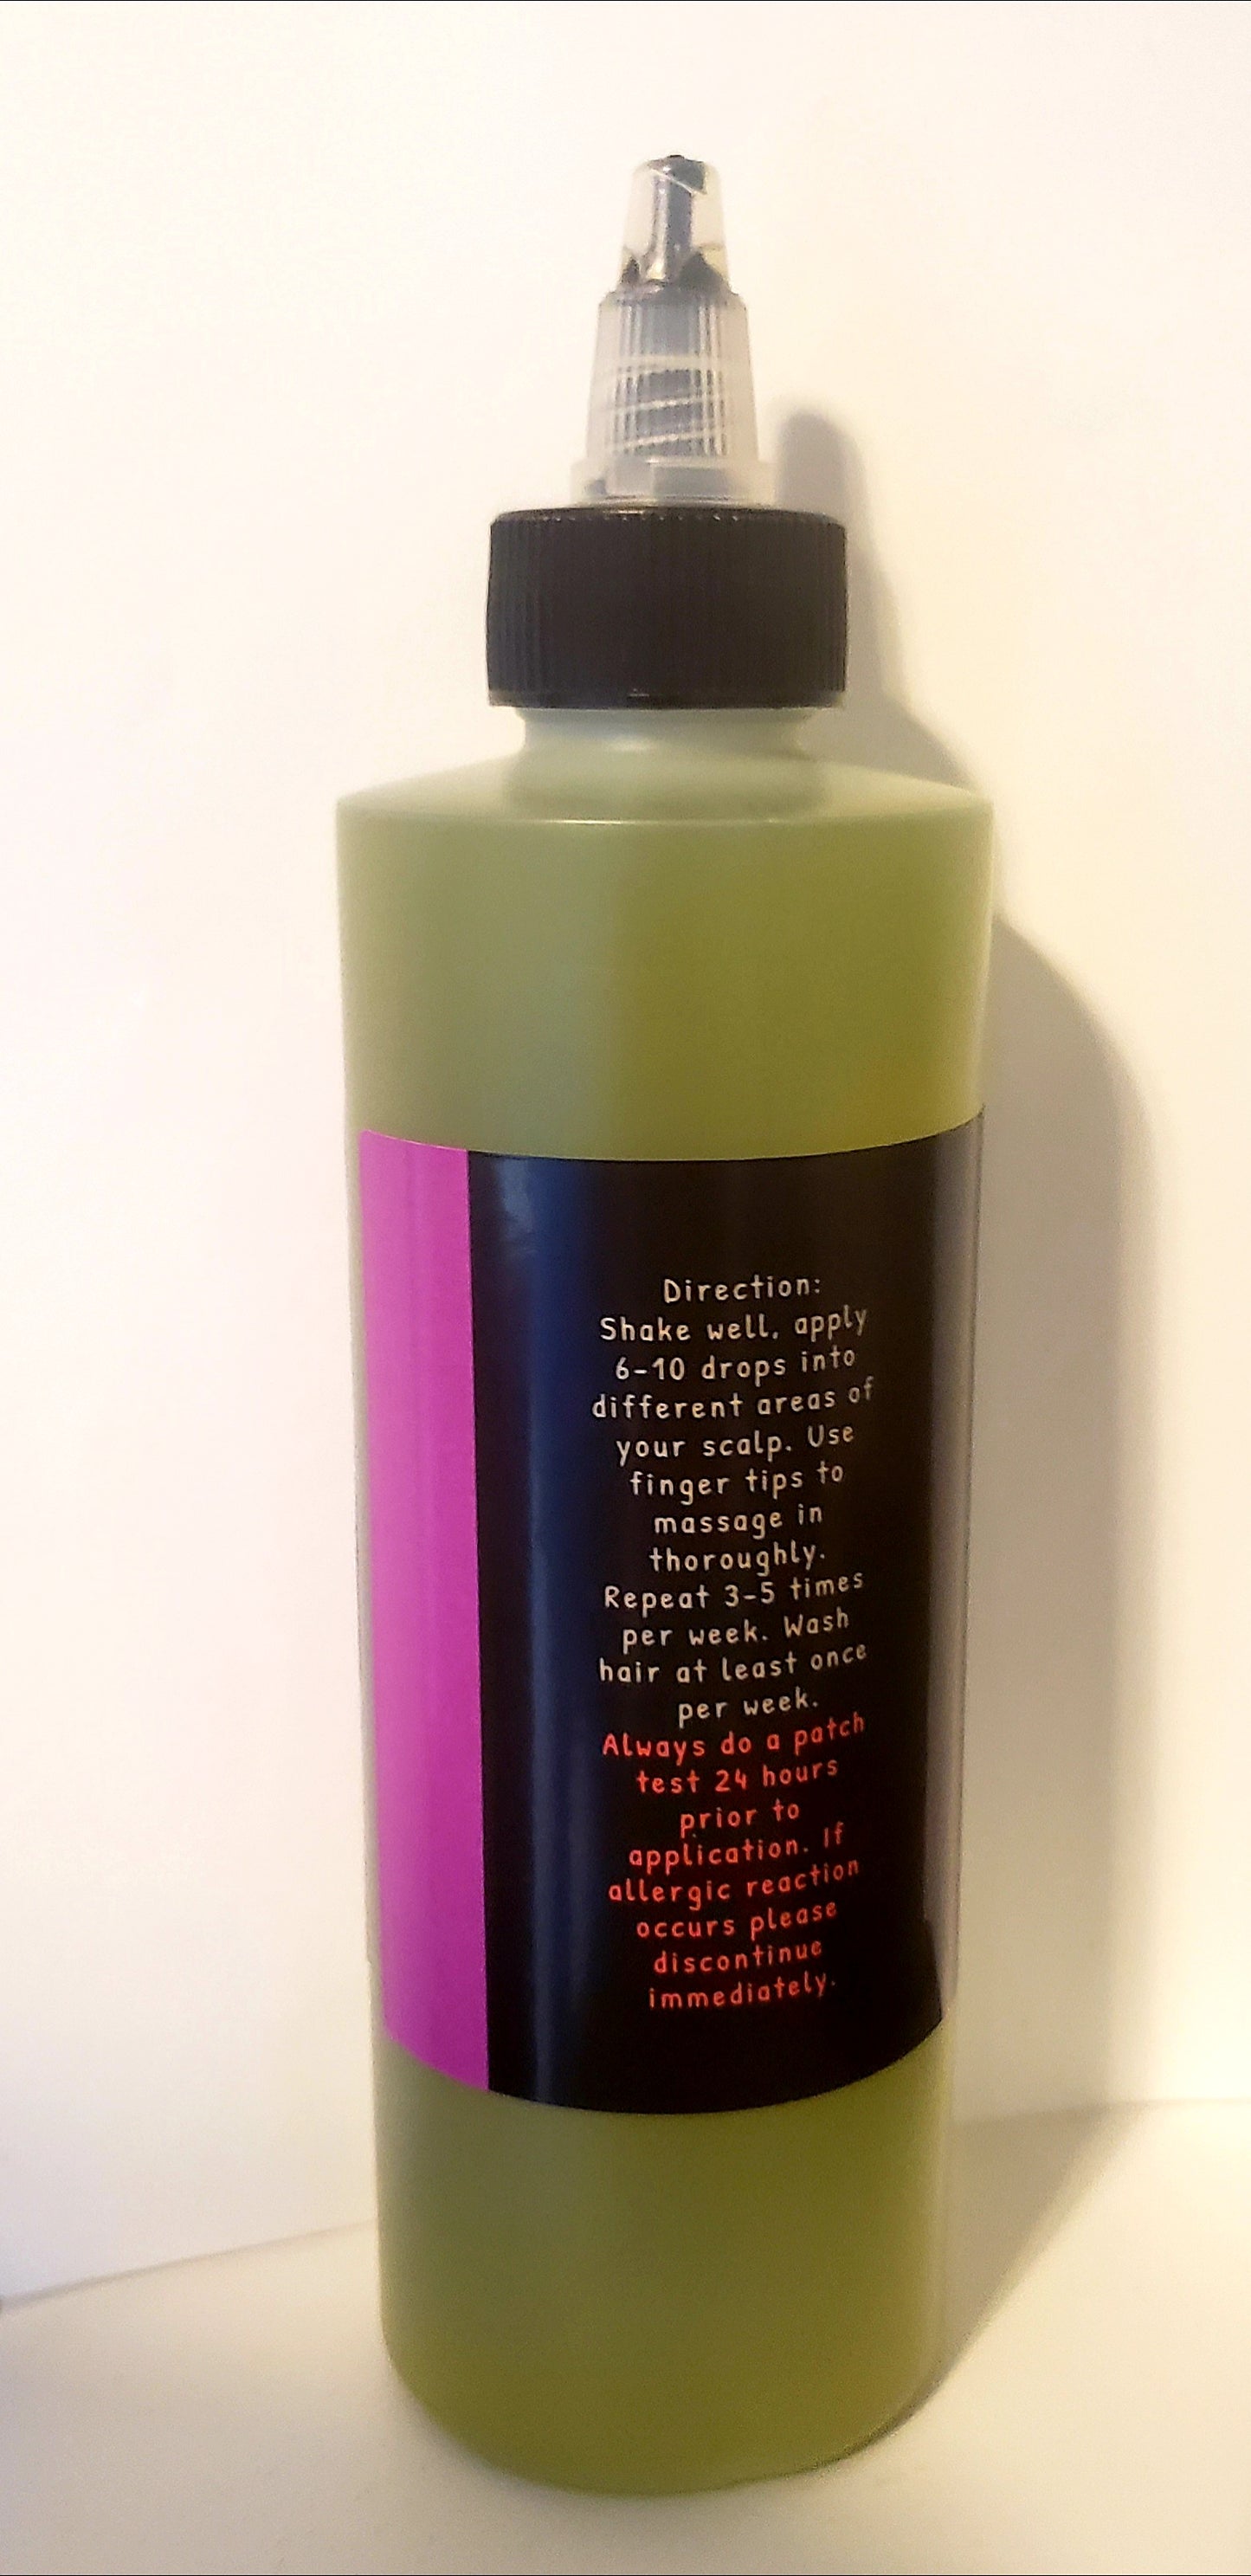 Direction:
Shake well, apply
6-10 drops into
different areas of
your scalp. Use
finger tips to
massage in
thoroughly.
Repeat 3-5 times
per week. Wash
hair at least once
per week.
Always do a patch
test 24 hours
prior to
application. If
allergic reaction
occurs please
discontinue
immediately.